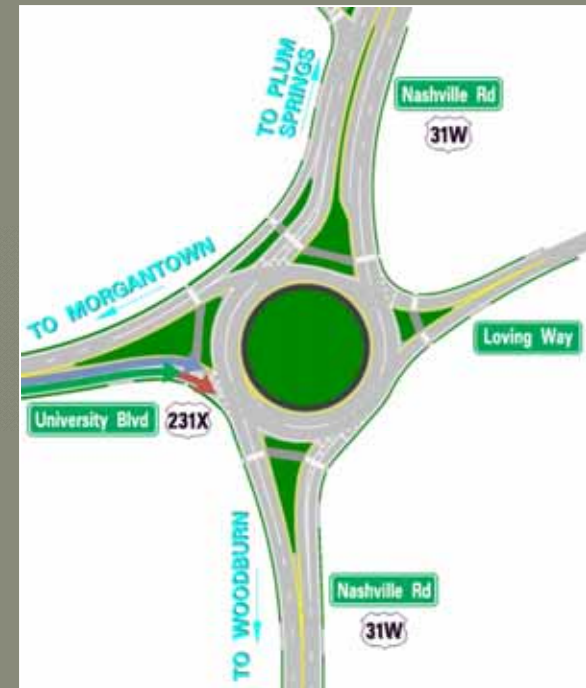 TO PLUM
SPRINGS
Nashville Rd
31W
TO MORGANTOWN
Loving Way
University Blvd
231X
TO WOODBURN
Nashville Rd
31W